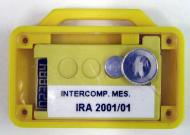 INTERCOMP. MES.
IRA 2001/01